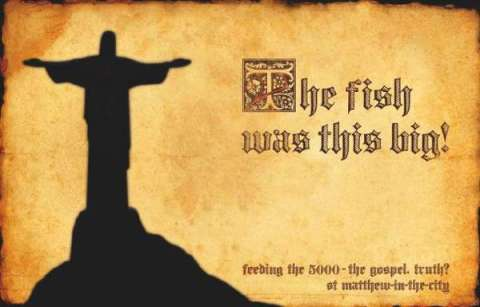 The fish
was this big!
feeding the 5000-the gospel truth?
st matthew-in-the-city